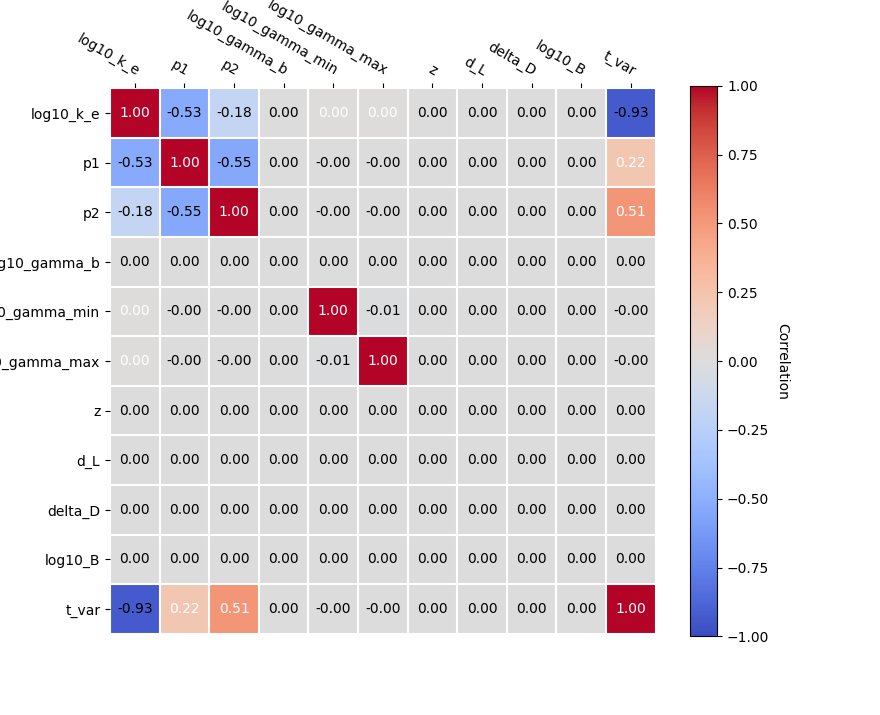 log10_k_e p1 p2 log10_gamma_b log10_gamma_min log10_gamma_max z d_L delta_D log10_B t_var
log10_k_e 1.00 -0.53 -0.18 0.00 0.00 0.00 0.00 0.00 0.00 0.00 -0.93
p1 -0.53 1.00 -0.55 0.00 -0.00 -0.00 0.00 0.00 0.00 0.00 0.22
p2 -0.18 -0.55 1.00 0.00 -0.00 -0.00 0.00 0.00 0.00 0.00 0.51
g10_gamma_b 0.00 0.00 0.00 0.00 0.00 0.00 0.00 0.00 0.00 0.00 0.00
0_gamma_min 0.00 -0.00 -0.00 0.00 1.00 -0.01 0.00 0.00 0.00 0.00 -0.00
_gamma_max 0.00 -0.00 -0.00 0.00 -0.01 1.00 0.00 0.00 0.00 0.00 -0.00
z 0.00 0.00 0.00 0.00 0.00 0.00 0.00 0.00 0.00 0.00 0.00
d_L 0.00 0.00 0.00 0.00 0.00 0.00 0.00 0.00 0.00 0.00 0.00
delta_D 0.00 0.00 0.00 0.00 0.00 0.00 0.00 0.00 0.00 0.00 0.00
log10_B 0.00 0.00 0.00 0.00 0.00 0.00 0.00 0.00 0.00 0.00 0.00
t_var -0.93 0.22 0.51 0.00 -0.00 -0.00 0.00 0.00 0.00 0.00 1.00
1.00
0.75
0.50
0.25
0.00
−0.25
−0.50
−0.75
−1.00
Correlation